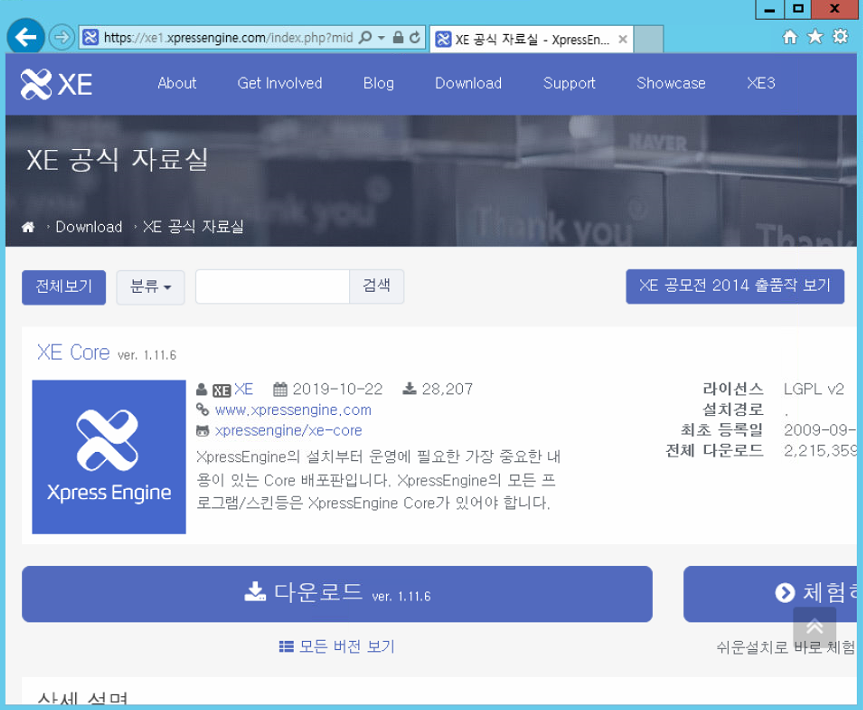 https://xe1.xpressengine.com/index.php?mid
XE 공식 자료실 - XpressEn...
XE About Get Involved Blog Download Support Showcase XE3
NAVER
XE 공식 자료실
Thank you
Download XE 공식 자료실
전체보기 분류 검색 XE 공모전 2014 출품작 보기
XE Core ver. 1.11.6
XE XE 2019-10-22 28,207
www.xpressengine.com
xpressengine/xe-core
XpressEngine의 설치부터 운영에 필요한 가장 중요한 내
용이 있는 Core 배포판입니다. XpressEngine의 모든 프
로그램/스킨등은 XpressEngine Core가 있어야 합니다.
Xpress Engine
라이선스 LGPL v2
설치경로 .
최초 등록일 2009-09-
전체 다운로드 2,215,359
다운로드 ver. 1.11.6
체험하
모든 버전 보기
쉬운설치로 바로 체험
상세 설명